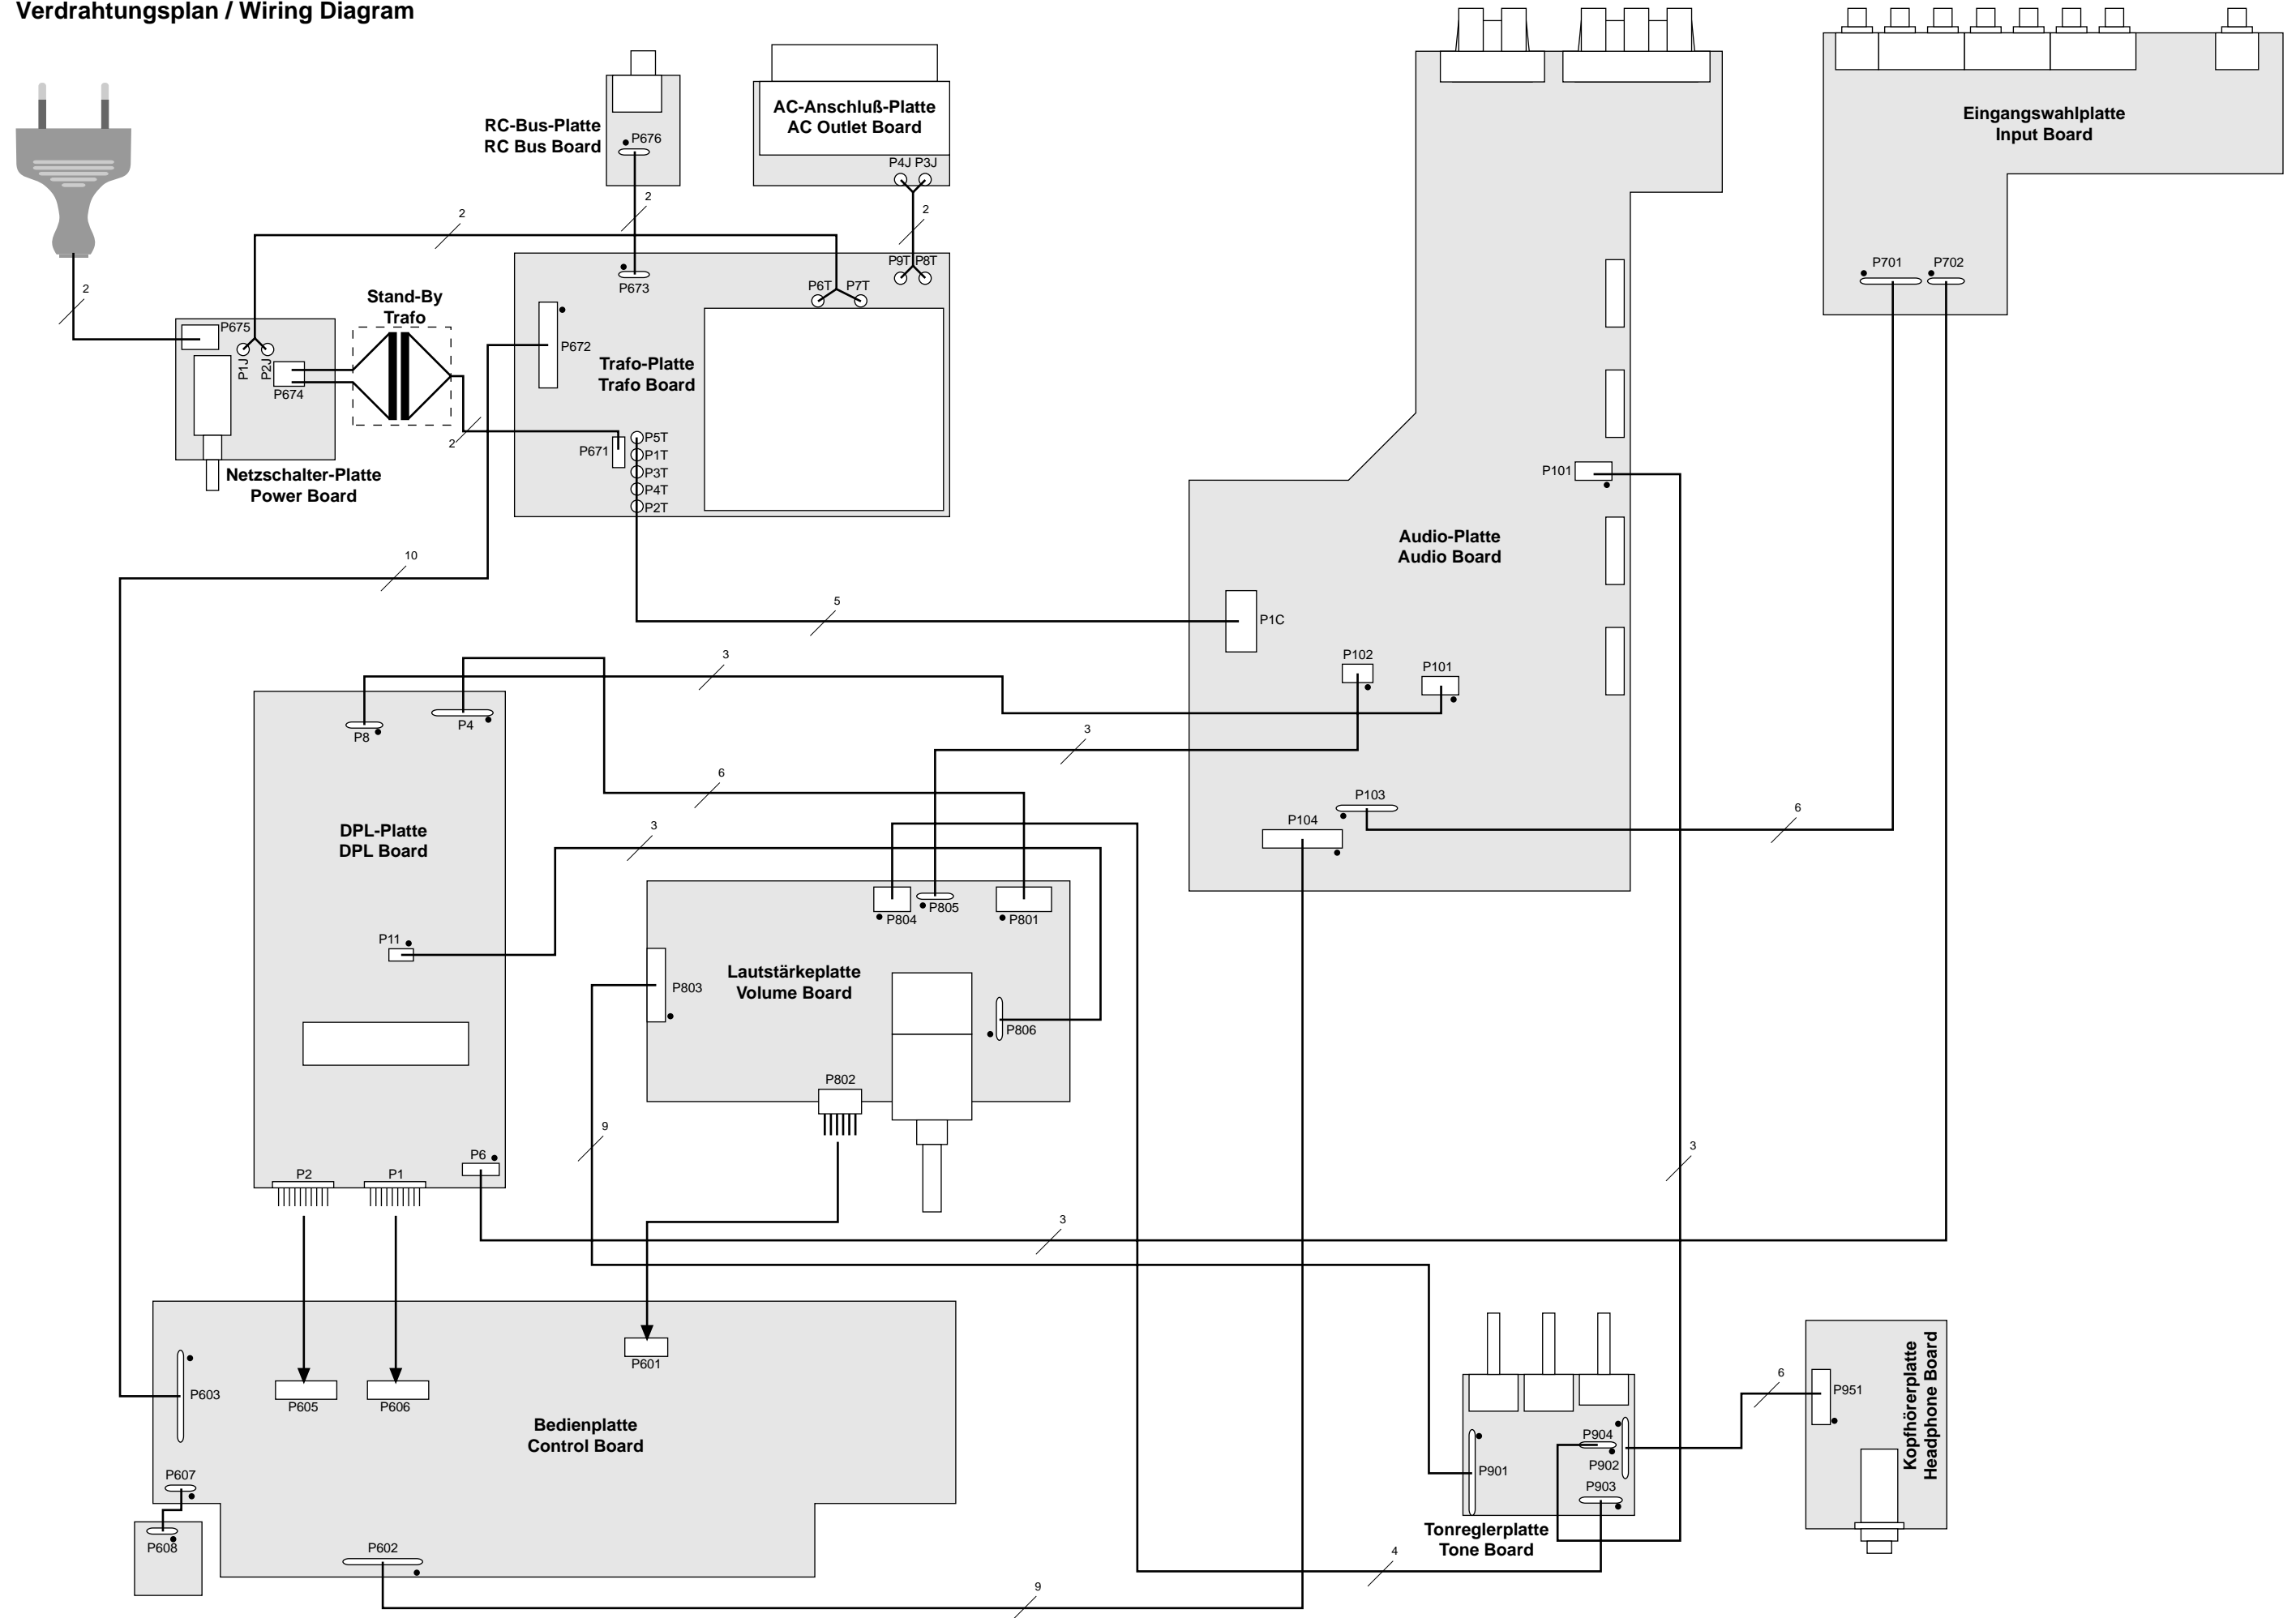 Verdrahtungsplan / Wiring Diagram
RC-Bus-Platte
RC Bus Board
P676
AC-Anschluß-Platte
AC Outlet Board
P4J P3J
Eingangswahlplatte
Input Board
P701
P702
2
2
2
2
P673
P9T P8T
P6T
P7T
Stand-By
Trafo
P675
P1J
P2J
P674
2
Netzschalter-Platte
Power Board
P672
Trafo-Platte
Trafo Board
P671
P5T
P1T
P3T
P4T
P2T
P101
Audio-Platte
Audio Board
10
5
P1C
3
P102
P101
P8
P4
3
6
P103
P104
6
DPL-Platte
DPL Board
3
P804
P805
P801
P11
Lautstärkeplatte
Volume Board
P803
P806
P802
9
P6
P2
P1
3
3
P601
P603
P605
P606
Bedienplatte
Control Board
P607
P608
P602
9
P904
P902
P901
P903
Tonreglerplatte
Tone Board
4
6
P951
Kopfhörerplatte
Headphone Board